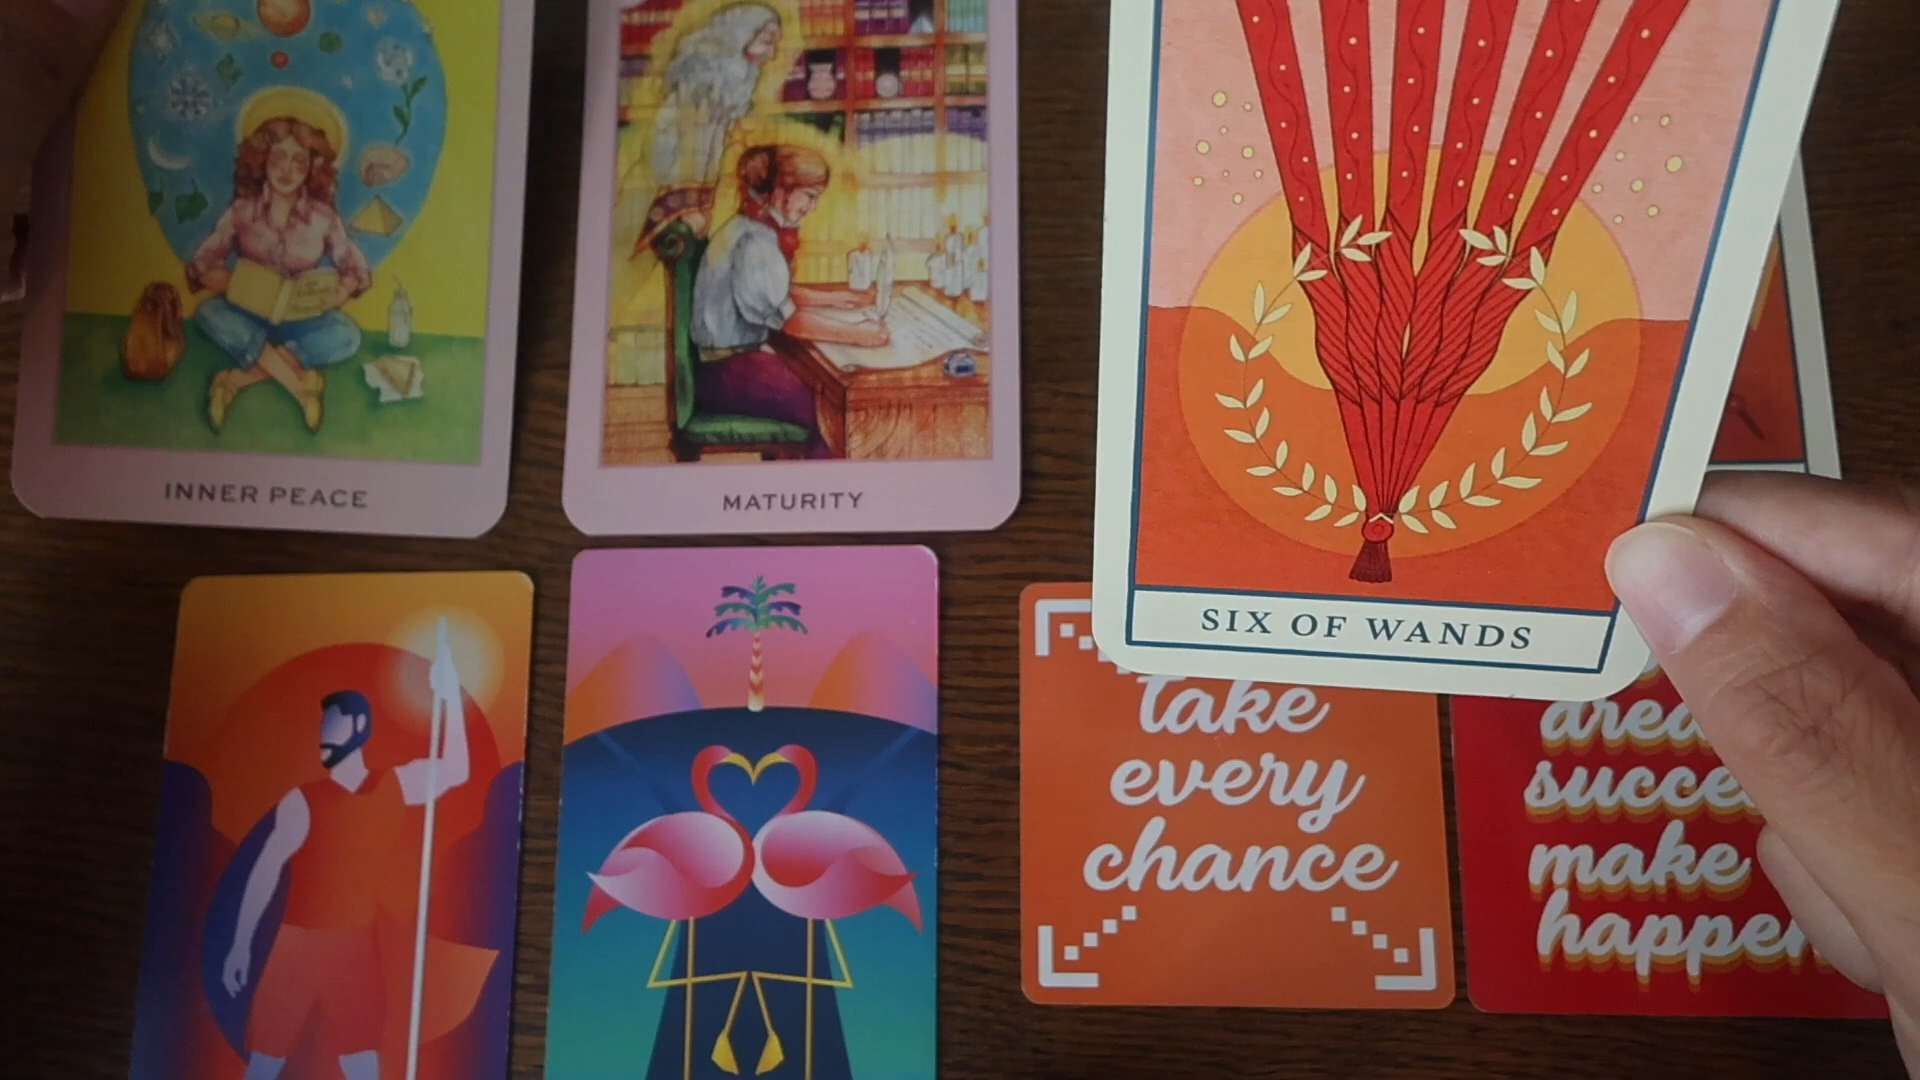 INNER PEACE
MATURITY
SIX OF WANDS
take
every
chance
make